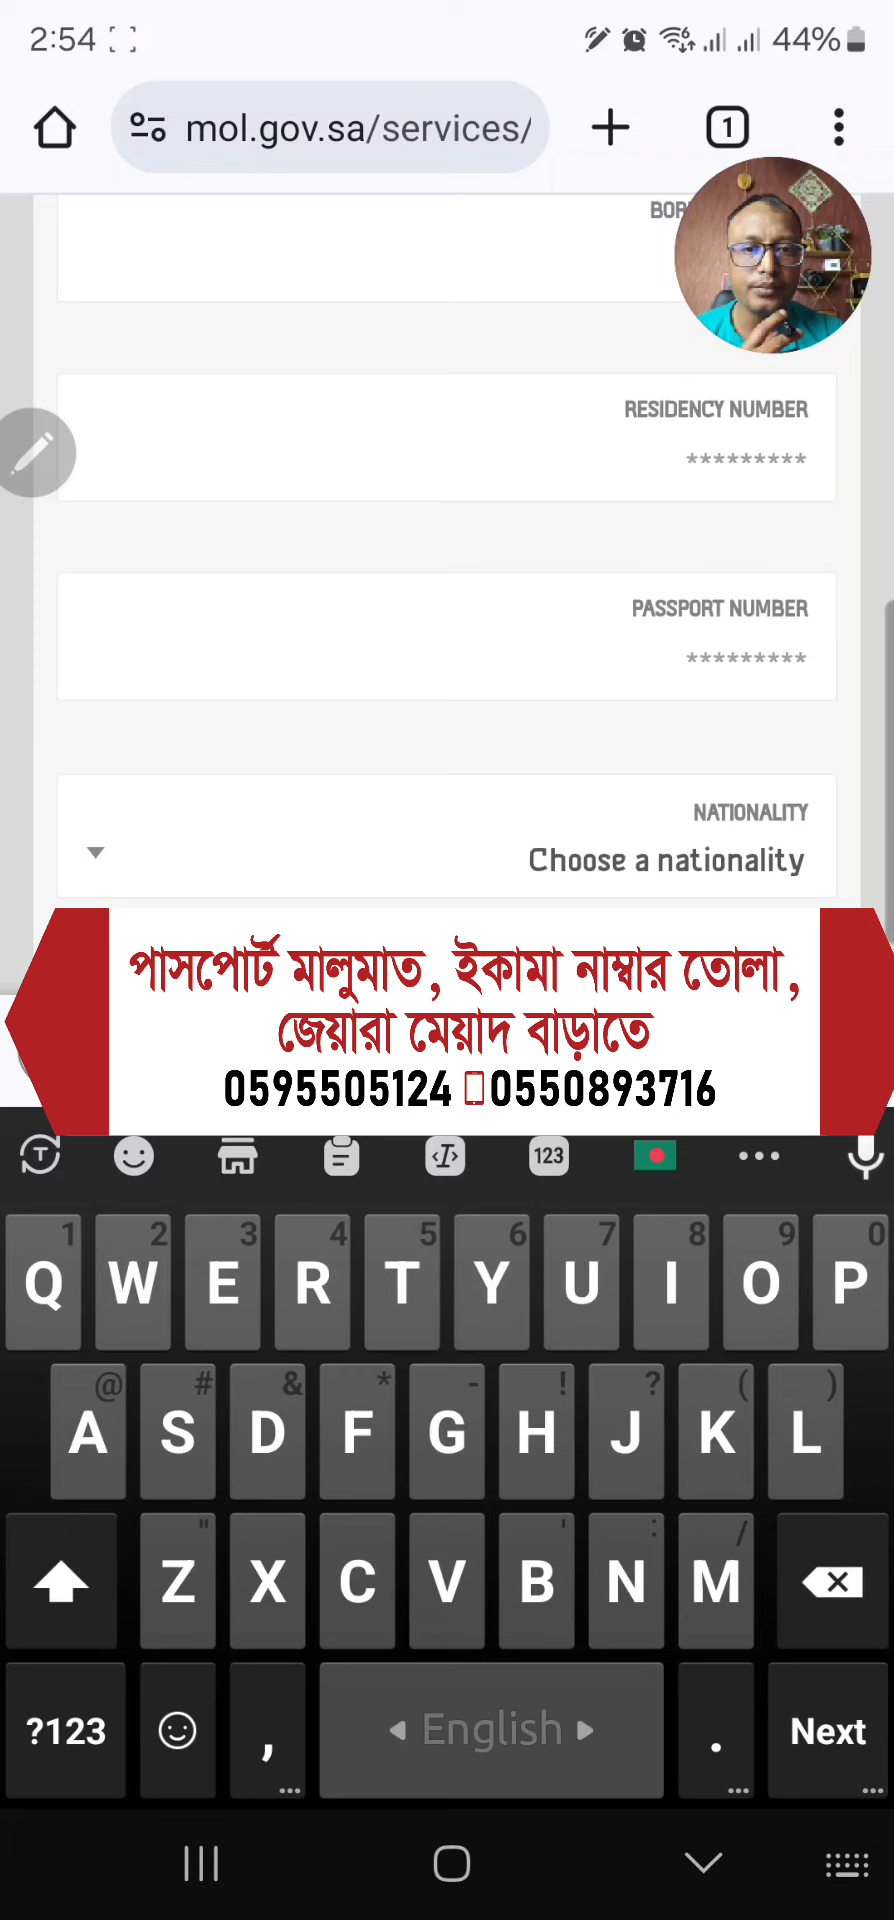 2:54
44%
mol.gov.sa/services/
1
RESIDENCY NUMBER
*********
PASSPORT NUMBER
*********
NATIONALITY
Choose a nationality
পাসপোর্ট মালুমাত, ইকামা নাম্বার তোলা,
জেয়ারা মেয়াদ বাড়াতে
0595505124 0550893716
T 123
1 2 3 4 5 6 7 8 9 0
Q W E R T Y U I O P
@ # & * - ! ? ( )
A S D F G H J K L
" ' : /
Z X C V B N M
?123 , English . Next